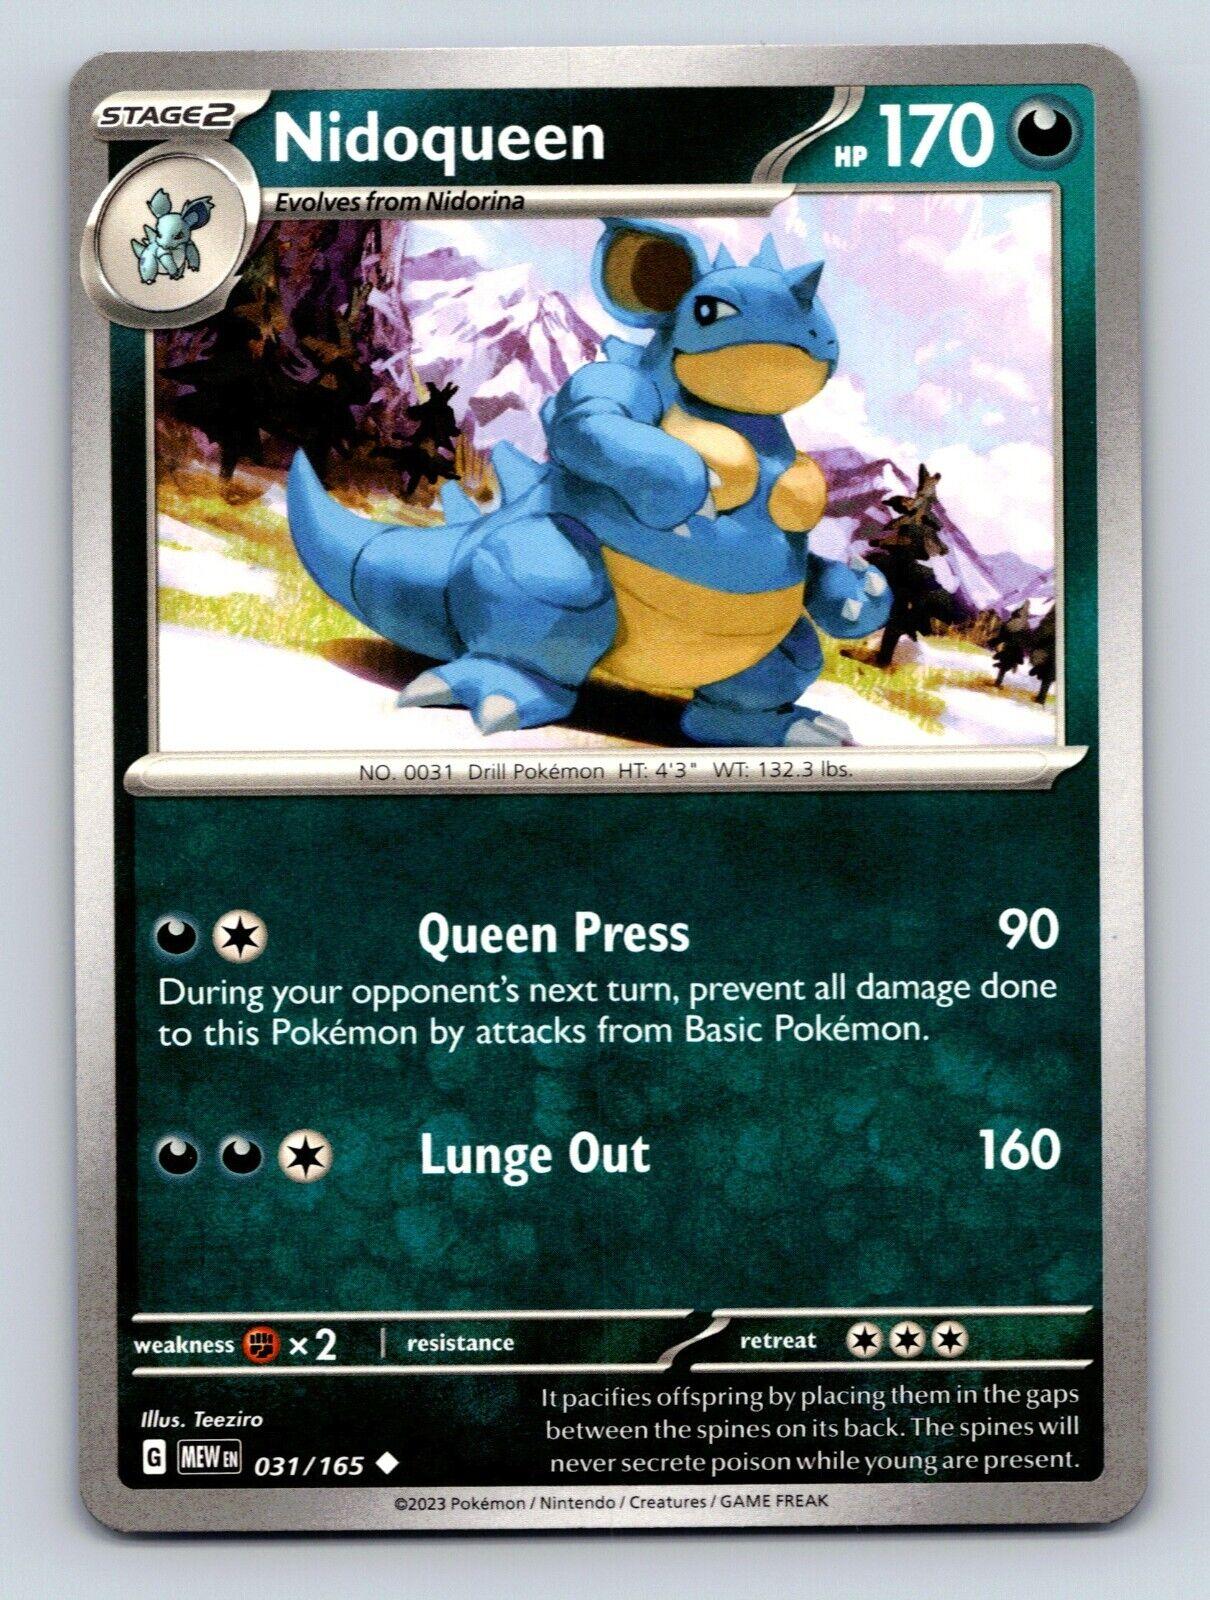 STAGE2
Nidoqueen
HP 170
Evolves from Nidorina
NO. 0031 Drill Pokémon HT: 4'3" WT: 132.3 lbs.
Queen Press 90
During your opponent's next turn, prevent all damage done
to this Pokémon by attacks from Basic Pokémon.
Lunge Out 160
weakness ×2 resistance retreat
It pacifies offspring by placing them in the gaps
between the spines on its back. The spines will
never secrete poison while young are present.
Illus. Teeziro
G MEW EN 031/165
©2023 Pokémon / Nintendo / Creatures / GAME FREAK